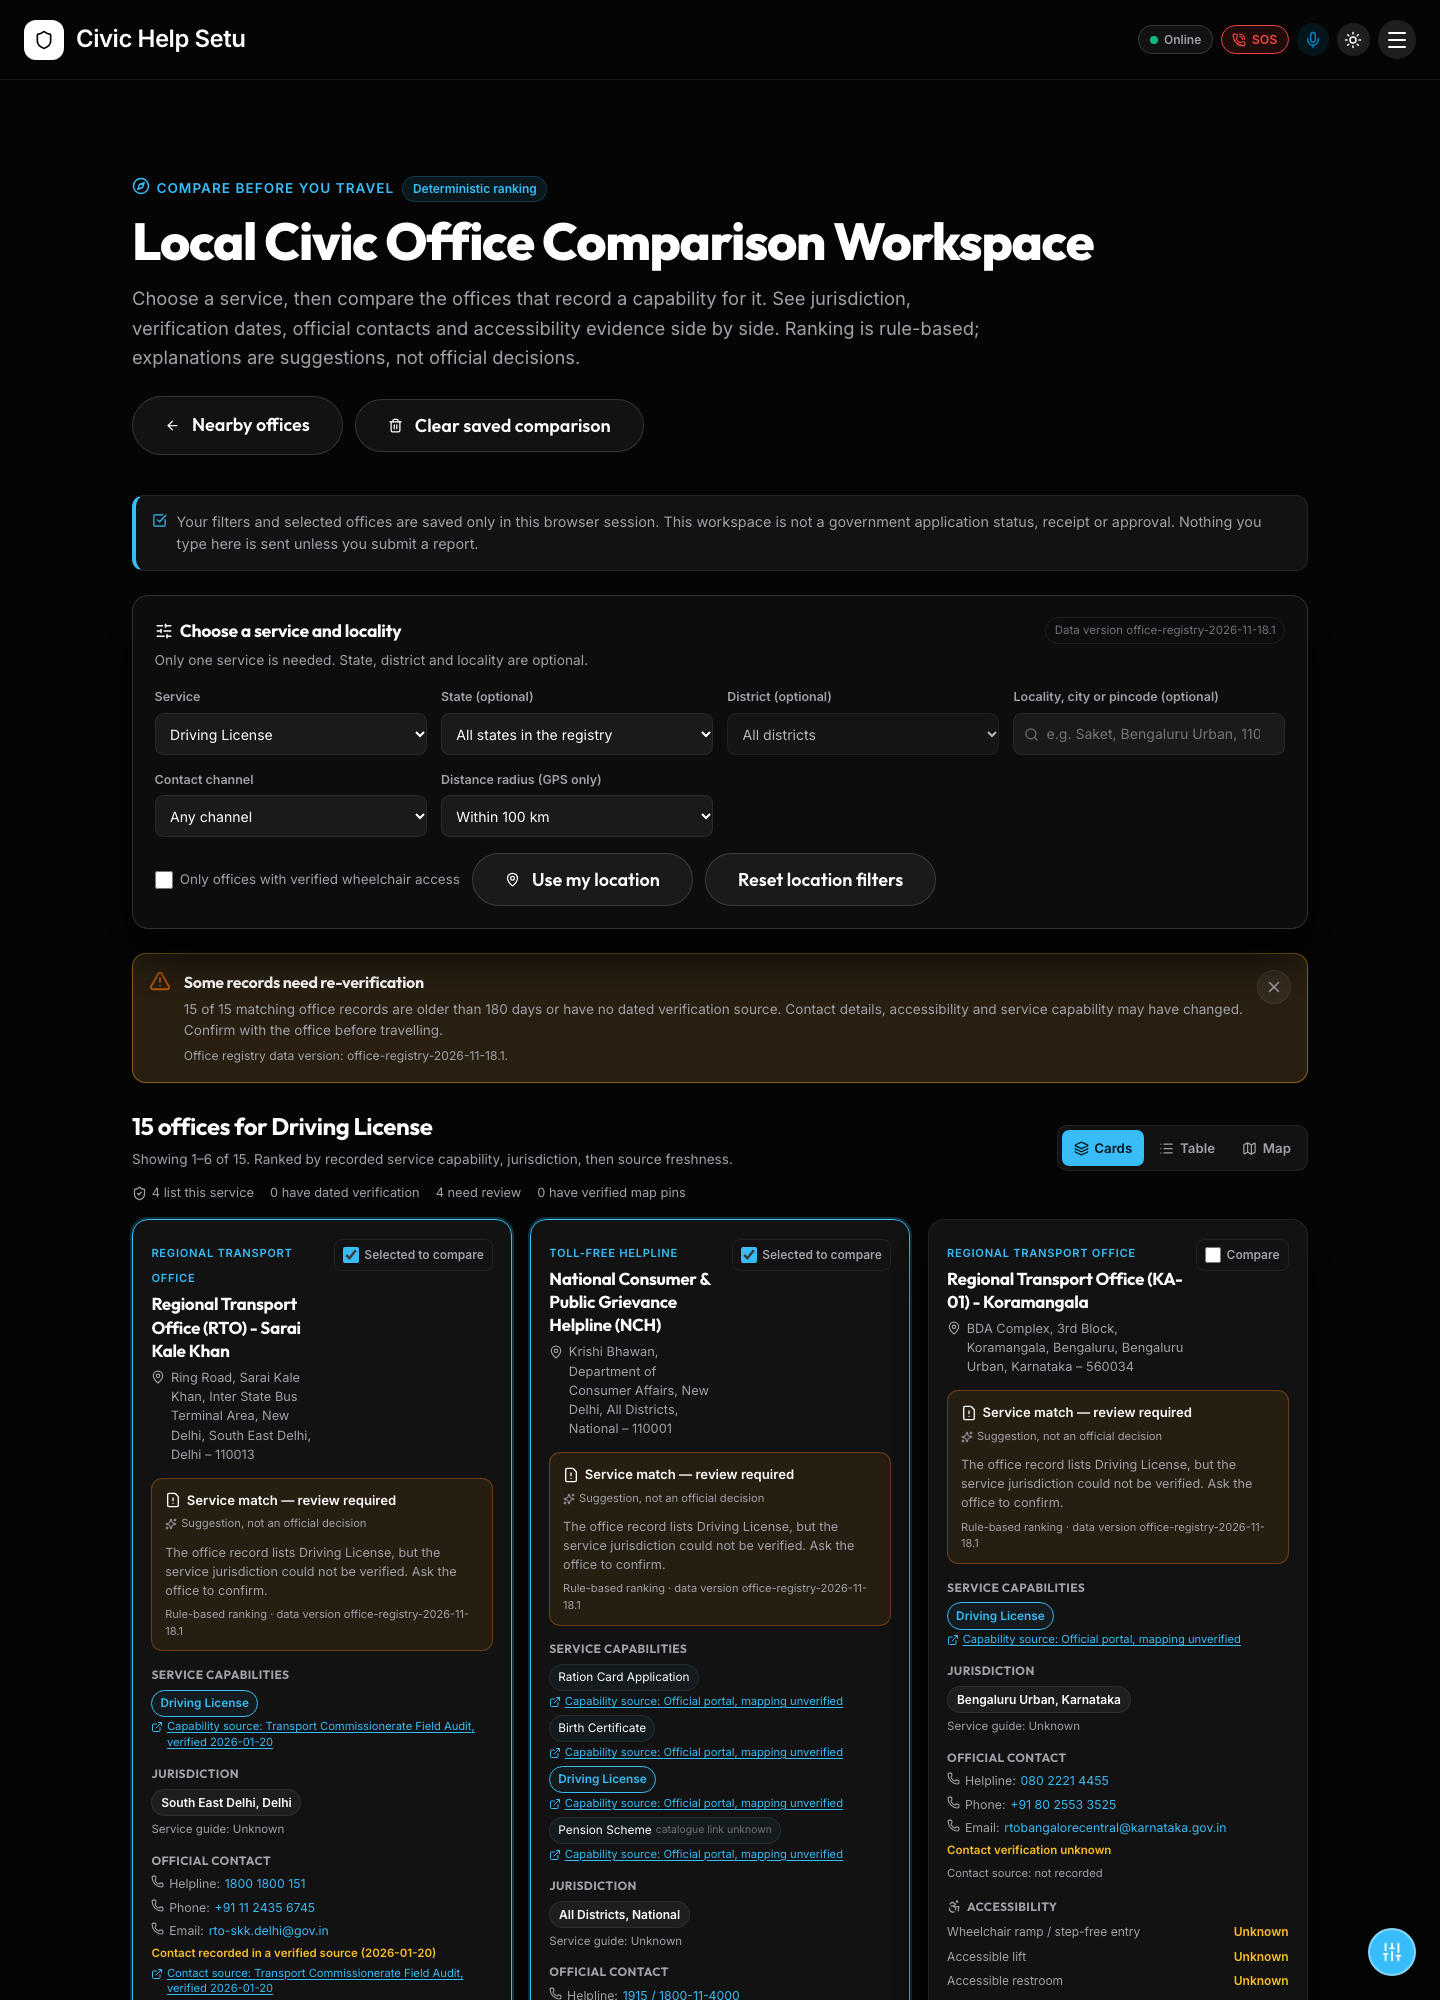 Civic Help Setu
Online
SOS
COMPARE BEFORE YOU TRAVEL
Deterministic ranking
Local Civic Office Comparison Workspace
Choose a service, then compare the offices that record a capability for it. See jurisdiction,
verification dates, official contacts and accessibility evidence side by side. Ranking is rule-based;
explanations are suggestions, not official decisions.
Nearby offices
Clear saved comparison
Your filters and selected offices are saved only in this browser session. This workspace is not a government application status, receipt or approval. Nothing you
type here is sent unless you submit a report.
Choose a service and locality
Data version office-registry-2026-11-18.1
Only one service is needed. State, district and locality are optional.
Service
State (optional)
District (optional)
Locality, city or pincode (optional)
Driving License
All states in the registry
All districts
e.g. Saket, Bengaluru Urban, 110
Contact channel
Distance radius (GPS only)
Any channel
Within 100 km
Only offices with verified wheelchair access
Use my location
Reset location filters
Some records need re-verification
15 of 15 matching office records are older than 180 days or have no dated verification source. Contact details, accessibility and service capability may have changed.
Confirm with the office before travelling.
Office registry data version: office-registry-2026-11-18.1.
15 offices for Driving License
Showing 1–6 of 15. Ranked by recorded service capability, jurisdiction, then source freshness.
Cards
Table
Map
4 list this service
0 have dated verification
4 need review
0 have verified map pins
REGIONAL TRANSPORT
OFFICE
Selected to compare
Regional Transport
Office (RTO) - Sarai
Kale Khan
Ring Road, Sarai Kale
Khan, Inter State Bus
Terminal Area, New
Delhi, South East Delhi,
Delhi – 110013
Service match — review required
Suggestion, not an official decision
The office record lists Driving License, but the
service jurisdiction could not be verified. Ask the
office to confirm.
Rule-based ranking · data version office-registry-2026-11-
18.1
SERVICE CAPABILITIES
Driving License
Capability source: Transport Commissionerate Field Audit,
verified 2026-01-20
JURISDICTION
South East Delhi, Delhi
Service guide: Unknown
OFFICIAL CONTACT
Helpline: 1800 1800 151
Phone: +91 11 2435 6745
Email: rto-skk.delhi@gov.in
Contact recorded in a verified source (2026-01-20)
Contact source: Transport Commissionerate Field Audit,
verified 2026-01-20
TOLL-FREE HELPLINE
Selected to compare
National Consumer &
Public Grievance
Helpline (NCH)
Krishi Bhawan,
Department of
Consumer Affairs, New
Delhi, All Districts,
National – 110001
Service match — review required
Suggestion, not an official decision
The office record lists Driving License, but the
service jurisdiction could not be verified. Ask the
office to confirm.
Rule-based ranking · data version office-registry-2026-11-
18.1
SERVICE CAPABILITIES
Ration Card Application
Capability source: Official portal, mapping unverified
Birth Certificate
Capability source: Official portal, mapping unverified
Driving License
Capability source: Official portal, mapping unverified
Pension Scheme catalogue link unknown
Capability source: Official portal, mapping unverified
JURISDICTION
All Districts, National
Service guide: Unknown
OFFICIAL CONTACT
Helpline: 1915 / 1800-11-4000
REGIONAL TRANSPORT OFFICE
Compare
Regional Transport Office (KA-
01) - Koramangala
BDA Complex, 3rd Block,
Koramangala, Bengaluru, Bengaluru
Urban, Karnataka – 560034
Service match — review required
Suggestion, not an official decision
The office record lists Driving License, but the
service jurisdiction could not be verified. Ask the
office to confirm.
Rule-based ranking · data version office-registry-2026-11-
18.1
SERVICE CAPABILITIES
Driving License
Capability source: Official portal, mapping unverified
JURISDICTION
Bengaluru Urban, Karnataka
Service guide: Unknown
OFFICIAL CONTACT
Helpline: 080 2221 4455
Phone: +91 80 2553 3525
Email: rtobangalorecentral@karnataka.gov.in
Contact verification unknown
Contact source: not recorded
ACCESSIBILITY
Wheelchair ramp / step-free entry Unknown
Accessible lift Unknown
Accessible restroom Unknown